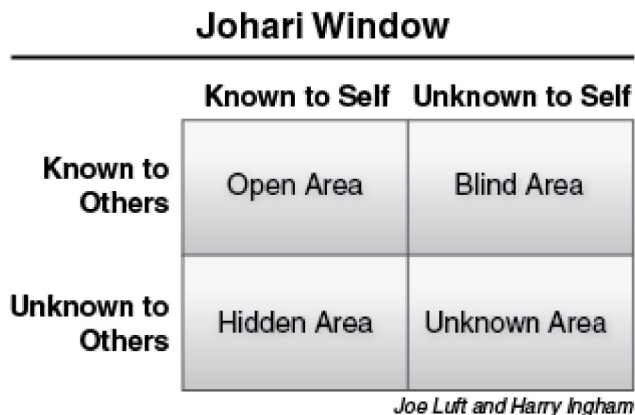 Johari Window
Known to Self Unknown to Self
Known to
Others
Open Area Blind Area
Unknown to
Others
Hidden Area Unknown Area
Joe Luft and Harry Ingham